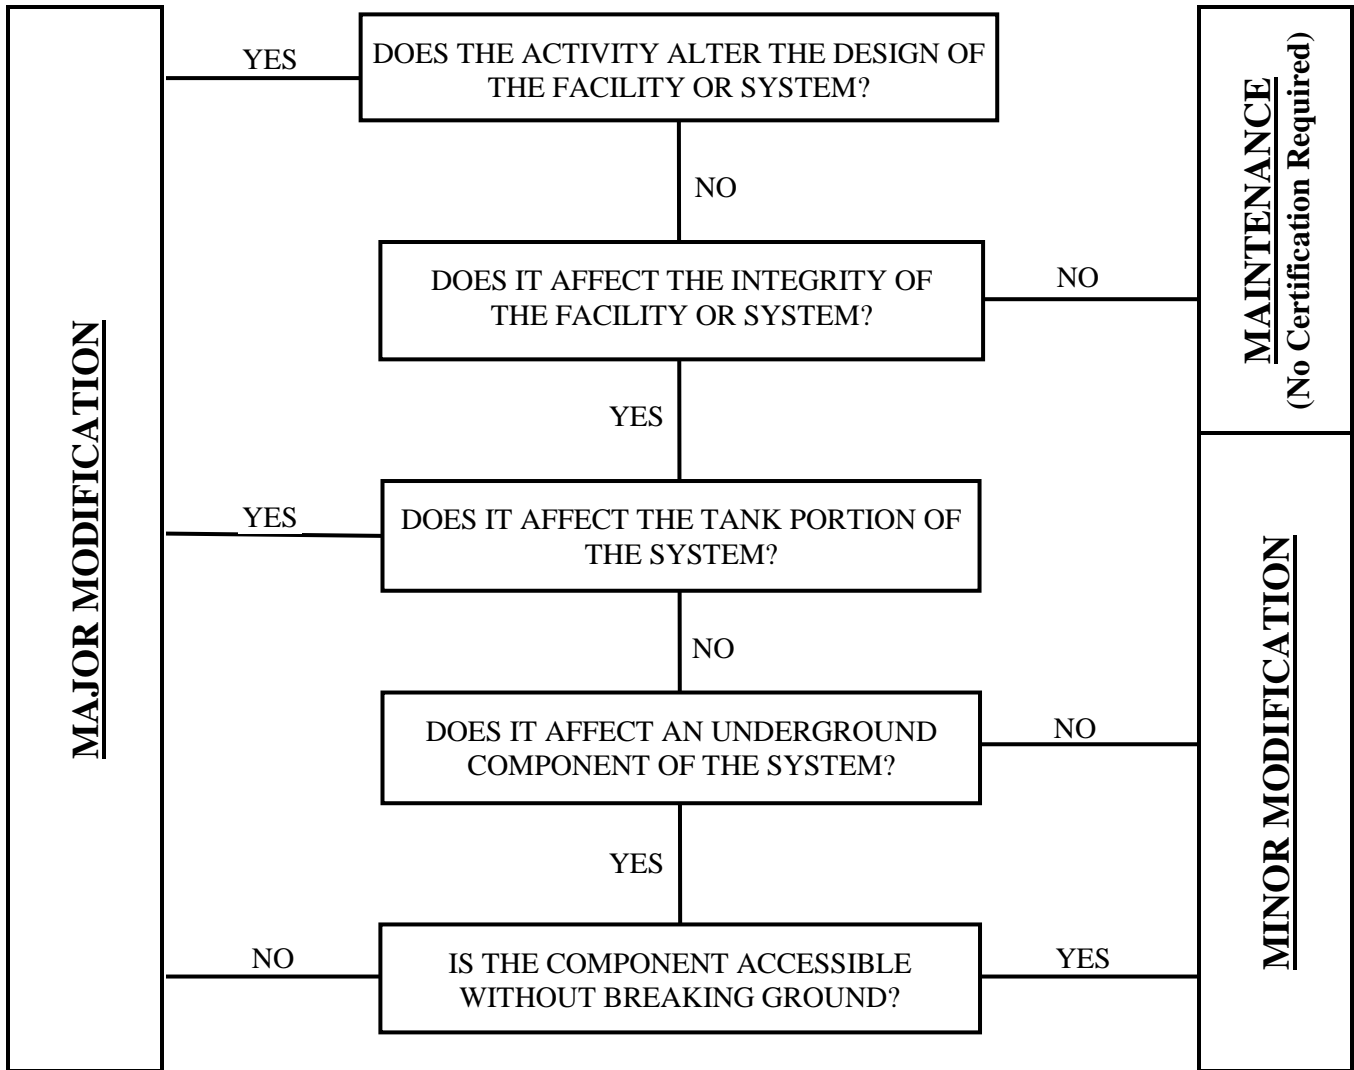 YES
DOES THE ACTIVITY ALTER THE DESIGN OF
THE FACILITY OR SYSTEM?
NO
DOES IT AFFECT THE INTEGRITY OF
THE FACILITY OR SYSTEM?
NO
MAINTENANCE
(No Certification Required)
YES
MAJOR MODIFICATION
YES
DOES IT AFFECT THE TANK PORTION OF
THE SYSTEM?
NO
DOES IT AFFECT AN UNDERGROUND
COMPONENT OF THE SYSTEM?
NO
MINOR MODIFICATION
YES
NO
IS THE COMPONENT ACCESSIBLE
WITHOUT BREAKING GROUND?
YES